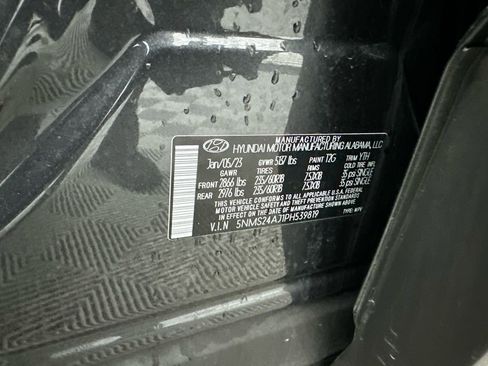 MANUFACTURED BY
HYUNDAI MOTOR MANUFACTURING ALABAMA, LLC
Jan/05/23 GVWR 5187 lbs PAINT T2G TRIM YTH
GAWR TIRES RIMS COLD TIRE INFL
FRONT 2866 lbs 235/60R18 7.5JX18 35 psi SINGLE
REAR 2976 lbs 235/60R18 7.5JX18 35 psi SINGLE
THIS VEHICLE CONFORMS TO ALL APPLICABLE U.S.A. FEDERAL
MOTOR VEHICLE SAFETY AND THEFT PREVENTION STANDARDS
IN EFFECT ON THE DATE OF MANUFACTURE SHOWN ABOVE
V.I.N 5NMS24AJ1PH539819 TYPE MPV